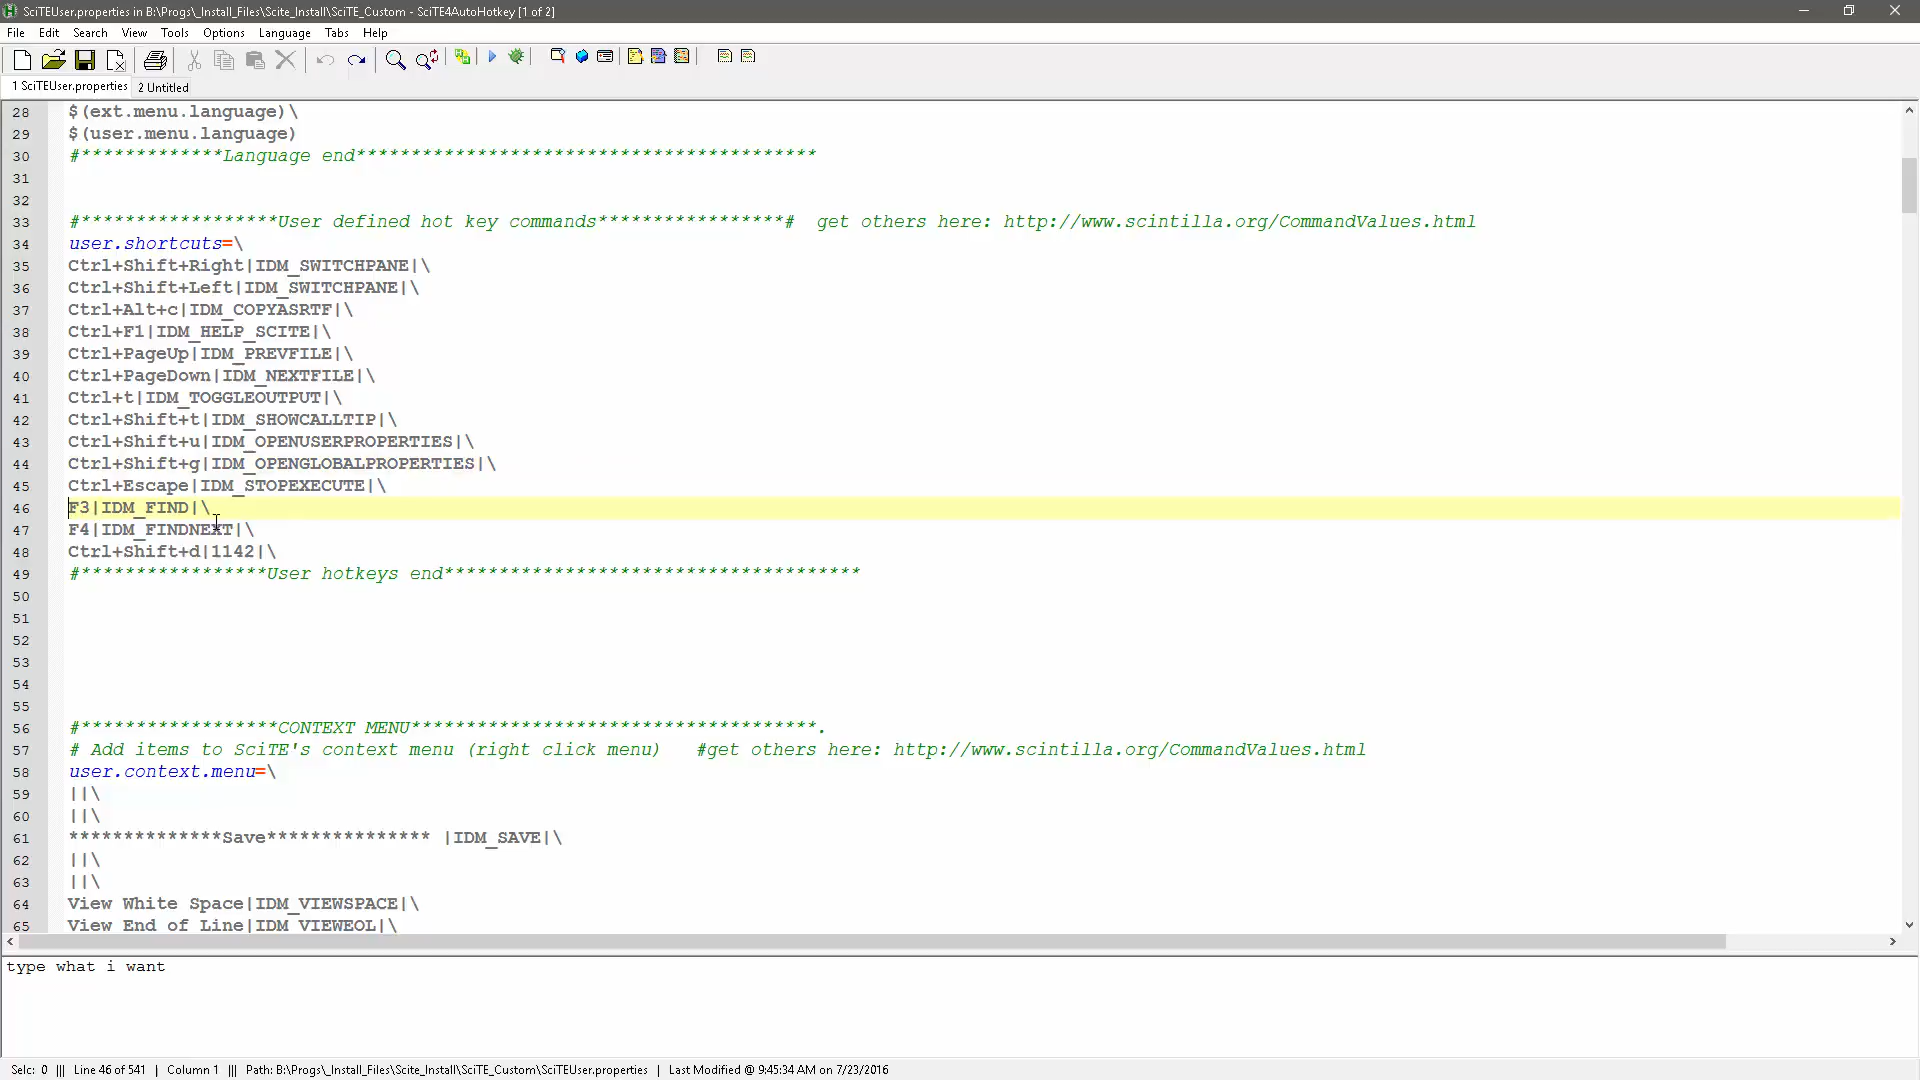 SciTEUser.properties in B:\Progs\_Install_Files\Scite_Install\SciTE_Custom - SciTE4AutoHotkey [1 of 2]
File Edit Search View Tools Options Language Tabs Help
1 SciTEUser.properties 2 Untitled
28 $(ext.menu.language)\
29 $(user.menu.language)
30 #*************Language end******************************************
31
32
33 #******************User defined hot key commands*****************# get others here: http://www.scintilla.org/CommandValues.html
34 user.shortcuts=\
35 Ctrl+Shift+Right|IDM_SWITCHPANE|\
36 Ctrl+Shift+Left|IDM_SWITCHPANE|\
37 Ctrl+Alt+c|IDM_COPYASRTF|\
38 Ctrl+F1|IDM_HELP_SCITE|\
39 Ctrl+PageUp|IDM_PREVFILE|\
40 Ctrl+PageDown|IDM_NEXTFILE|\
41 Ctrl+t|IDM_TOGGLEOUTPUT|\
42 Ctrl+Shift+t|IDM_SHOWCALLTIP|\
43 Ctrl+Shift+u|IDM_OPENUSERPROPERTIES|\
44 Ctrl+Shift+g|IDM_OPENGLOBALPROPERTIES|\
45 Ctrl+Escape|IDM_STOPEXECUTE|\
46 F3|IDM_FIND|\
47 F4|IDM_FINDNEXT|\
48 Ctrl+Shift+d|1142|\
49 #*****************User hotkeys end**************************************
50
51
52
53
54
55
56 #******************CONTEXT MENU*************************************.
57 # Add items to SciTE's context menu (right click menu) #get others here: http://www.scintilla.org/CommandValues.html
58 user.context.menu=\
59 ||\
60 ||\
61 **************Save*************** |IDM_SAVE|\
62 ||\
63 ||\
64 View White Space|IDM_VIEWSPACE|\
65 View End of Line|IDM_VIEWEOL|\
type what i want
Selc: 0 ||| Line 46 of 541 | Column 1 ||| Path: B:\Progs\_Install_Files\Scite_Install\SciTE_Custom\SciTEUser.properties | Last Modified @ 9:45:34 AM on 7/23/2016